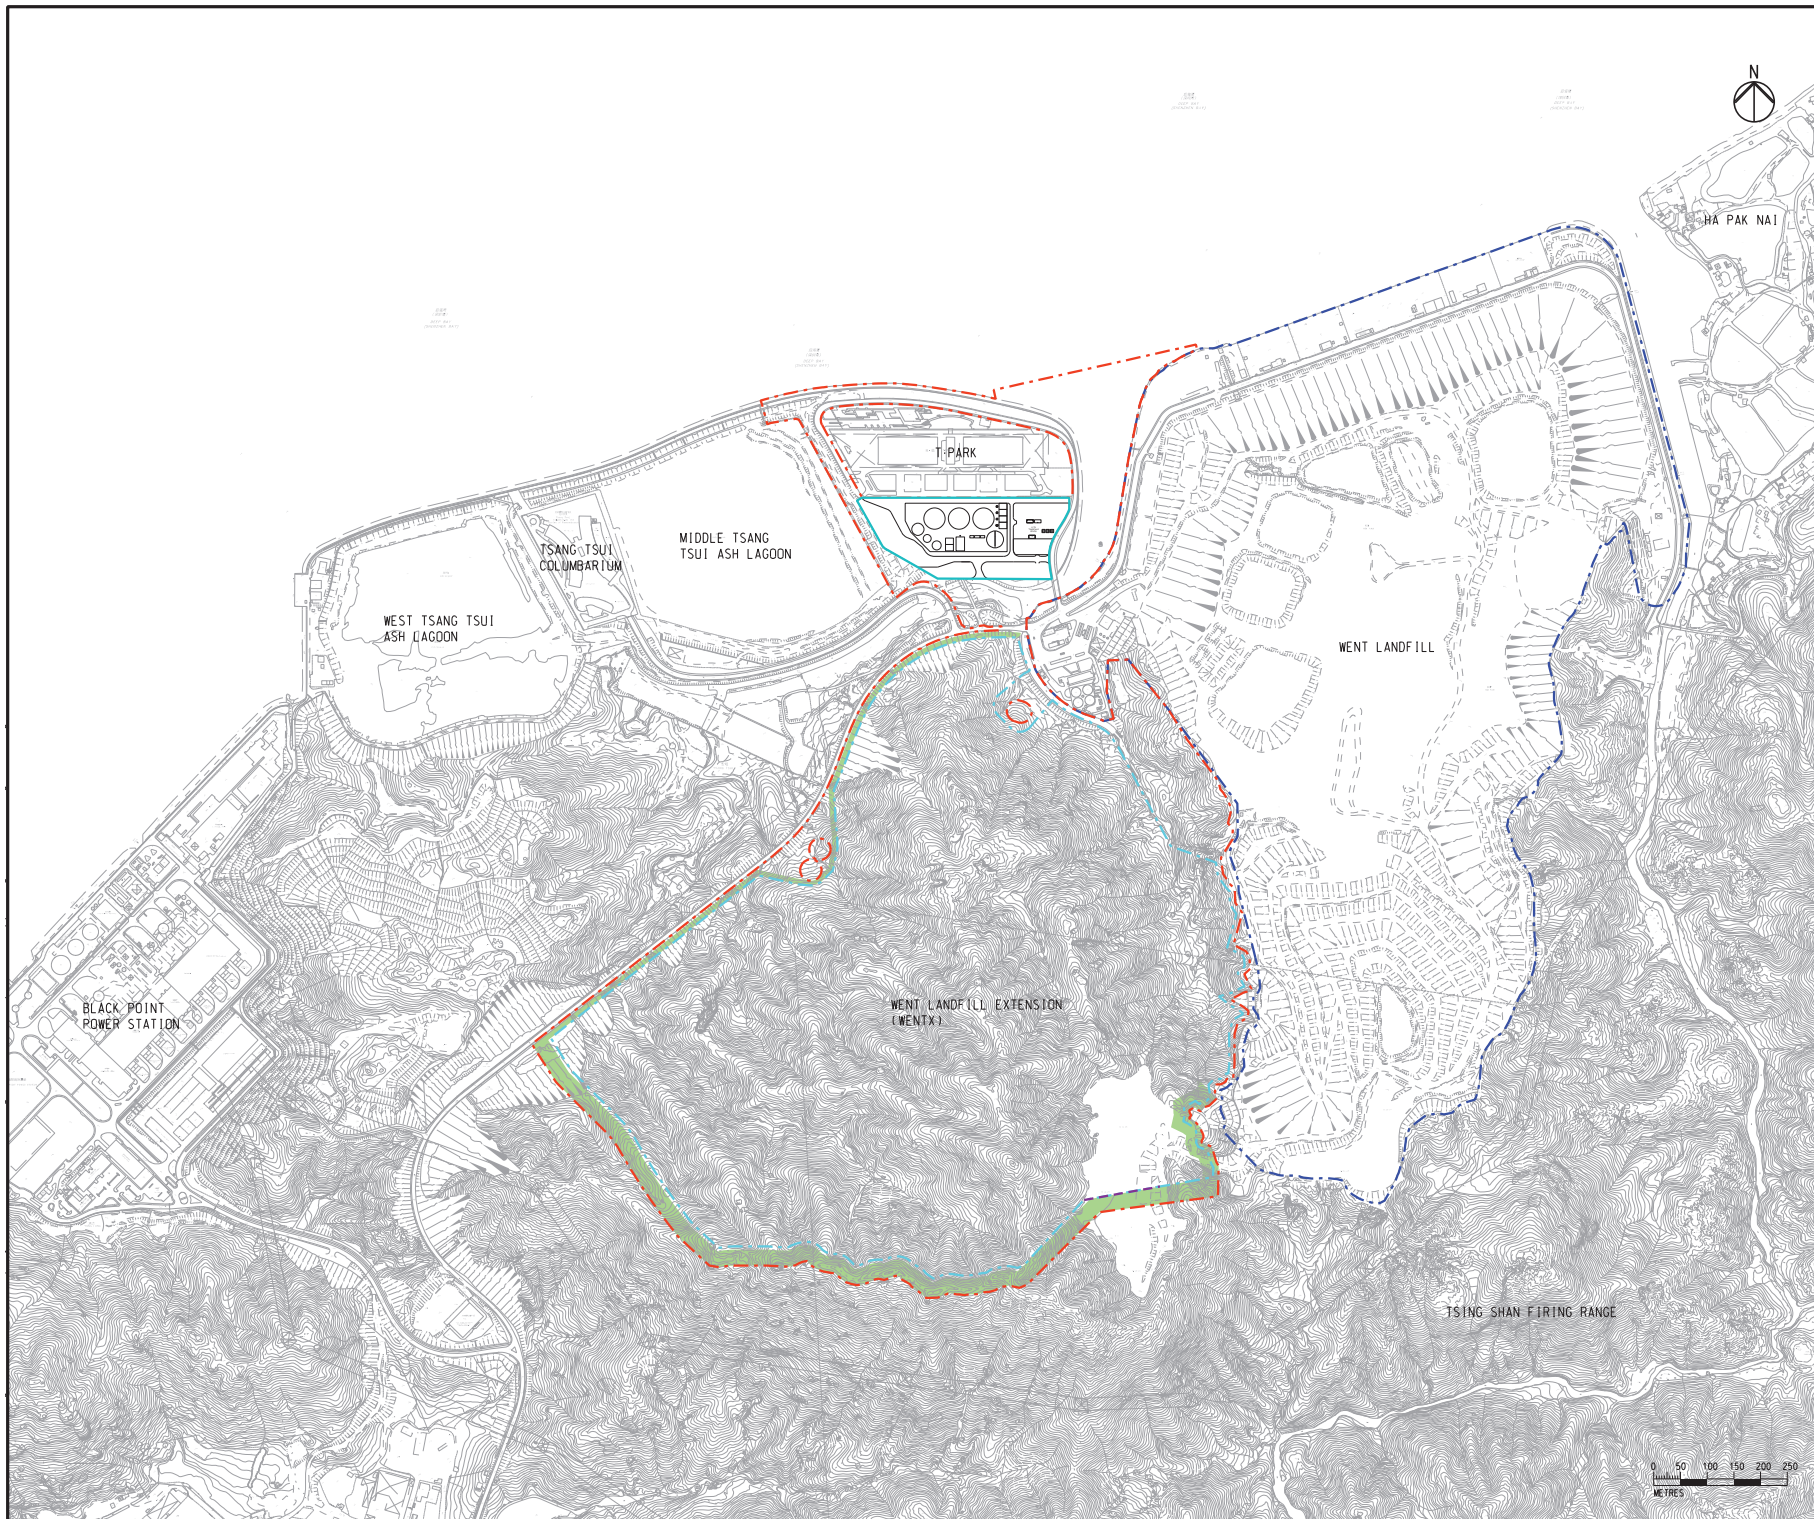 N
HA PAK NAI
T-PARK
MIDDLE TSANG
TSUI ASH LAGOON
TSANG TSUI
COLUMBARIUM
WEST TSANG TSUI
ASH LAGOON
WENT LANDFILL
BLACK POINT
POWER STATION
WENT LANDFILL EXTENSION
(WENTX)
TSING SHAN FIRING RANGE
0 50 100 150 200 250
METRES